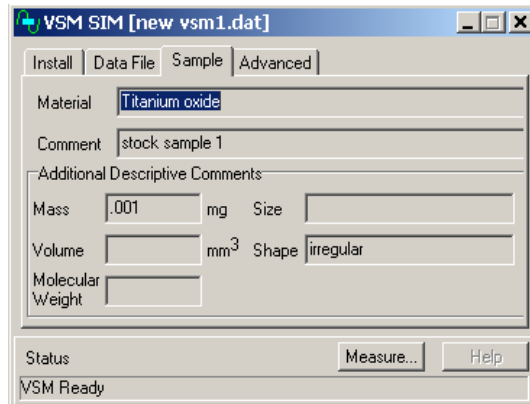 VSM SIM [new vsm1.dat]
Install Data File Sample Advanced
Material Titanium oxide
Comment stock sample 1
Additional Descriptive Comments
Mass .001 mg Size
Volume mm³ Shape irregular
Molecular
Weight
Status Measure... Help
VSM Ready